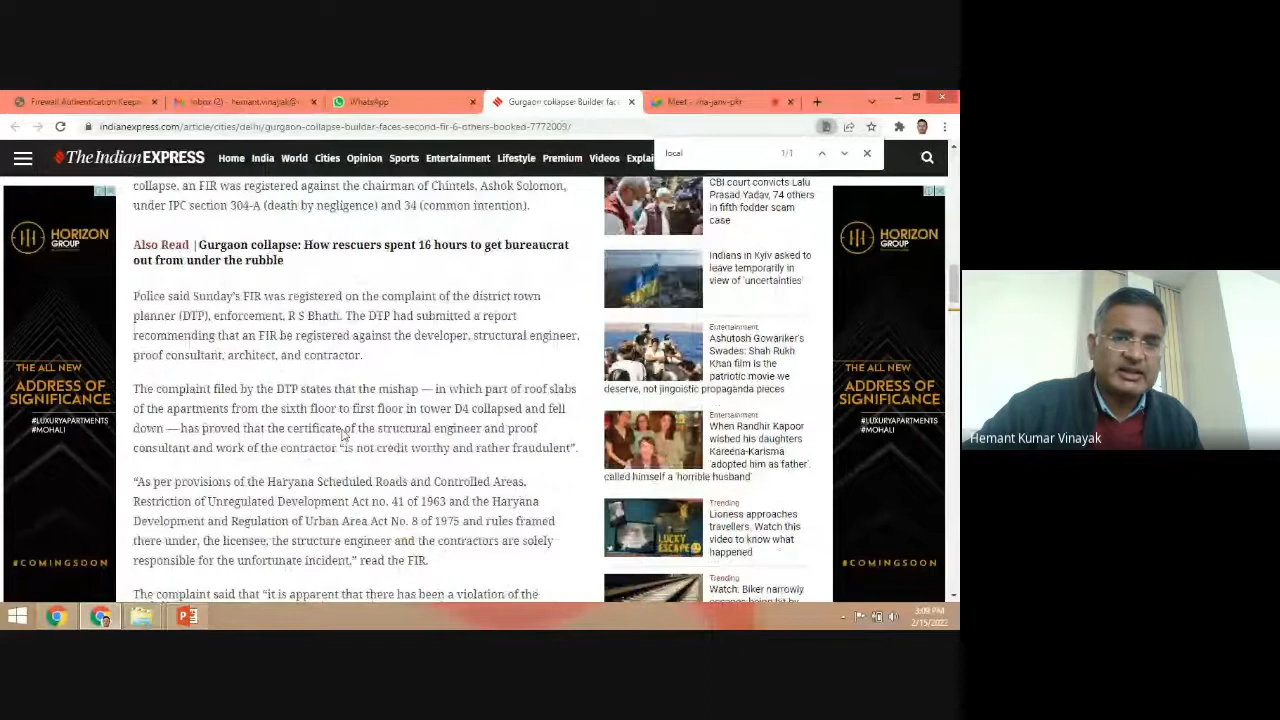 Firewall Authentication Keep
Inbox (2) - hemant.vinayak@
WhatsApp
Gurgaon collapse: Builder fac
Meet - vna-janv-pkr
indianexpress.com/article/cities/delhi/gurgaon-collapse-builder-faces-second-fir-6-others-booked-7772009/
The Indian EXPRESS
Home India World Cities Opinion Sports Entertainment Lifestyle Premium Videos Explai
local 1/1
collapse, an FIR was registered against the chairman of Chintels, Ashok Solomon,
under IPC section 304-A (death by negligence) and 34 (common intention).
Also Read | Gurgaon collapse: How rescuers spent 16 hours to get bureaucrat
out from under the rubble
Police said Sunday's FIR was registered on the complaint of the district town
planner (DTP), enforcement, R S Bhath. The DTP had submitted a report
recommending that an FIR be registered against the developer, structural engineer,
proof consultant, architect, and contractor.
The complaint filed by the DTP states that the mishap — in which part of roof slabs
of the apartments from the sixth floor to first floor in tower D4 collapsed and fell
down — has proved that the certificate of the structural engineer and proof
consultant and work of the contractor "is not credit worthy and rather fraudulent".
"As per provisions of the Haryana Scheduled Roads and Controlled Areas,
Restriction of Unregulated Development Act no. 41 of 1963 and the Haryana
Development and Regulation of Urban Area Act No. 8 of 1975 and rules framed
there under, the licensee, the structure engineer and the contractors are solely
responsible for the unfortunate incident," read the FIR.
The complaint said that "it is apparent that there has been a violation of the
CBI court convicts Lalu
Prasad Yadav, 74 others
in fifth fodder scam
case
Indians in Kyiv asked to
leave temporarily in
view of 'uncertainties'
Entertainment
Ashutosh Gowariker's
Swades: Shah Rukh
Khan film is the
patriotic movie we
deserve, not jingoistic propaganda pieces
Entertainment
When Randhir Kapoor
wished his daughters
Kareena-Karisma
'adopted him as father',
called himself a 'horrible husband'
Trending
Lioness approaches
travellers. Watch this
video to know what
happened
LUCKY
ESCAPE
Trending
Watch: Biker narrowly
HORIZON
GROUP
THE ALL NEW
ADDRESS OF
SIGNIFICANCE
#LUXURYAPARTMENTS
#MOHALI
#COMINGSOON
HORIZON
GROUP
THE ALL NEW
ADDRESS OF
SIGNIFICANCE
#LUXURYAPARTMENTS
#MOHALI
#COMINGSOON
3:09 PM
2/15/2022
Hemant Kumar Vinayak